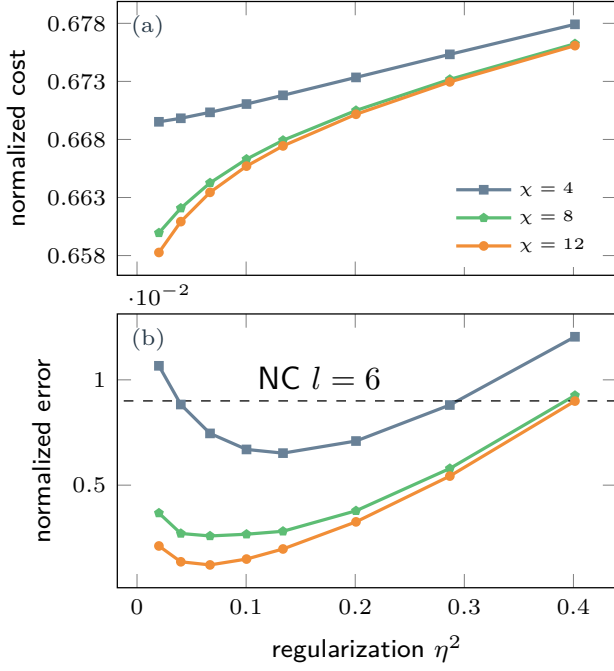 0.678
0.673
0.668
0.663
0.658
normalized cost
(a)
χ = 4
χ = 8
χ = 12
·10⁻²
(b)
NC l = 6
1
0.5
normalized error
0 0.1 0.2 0.3 0.4
regularization η²